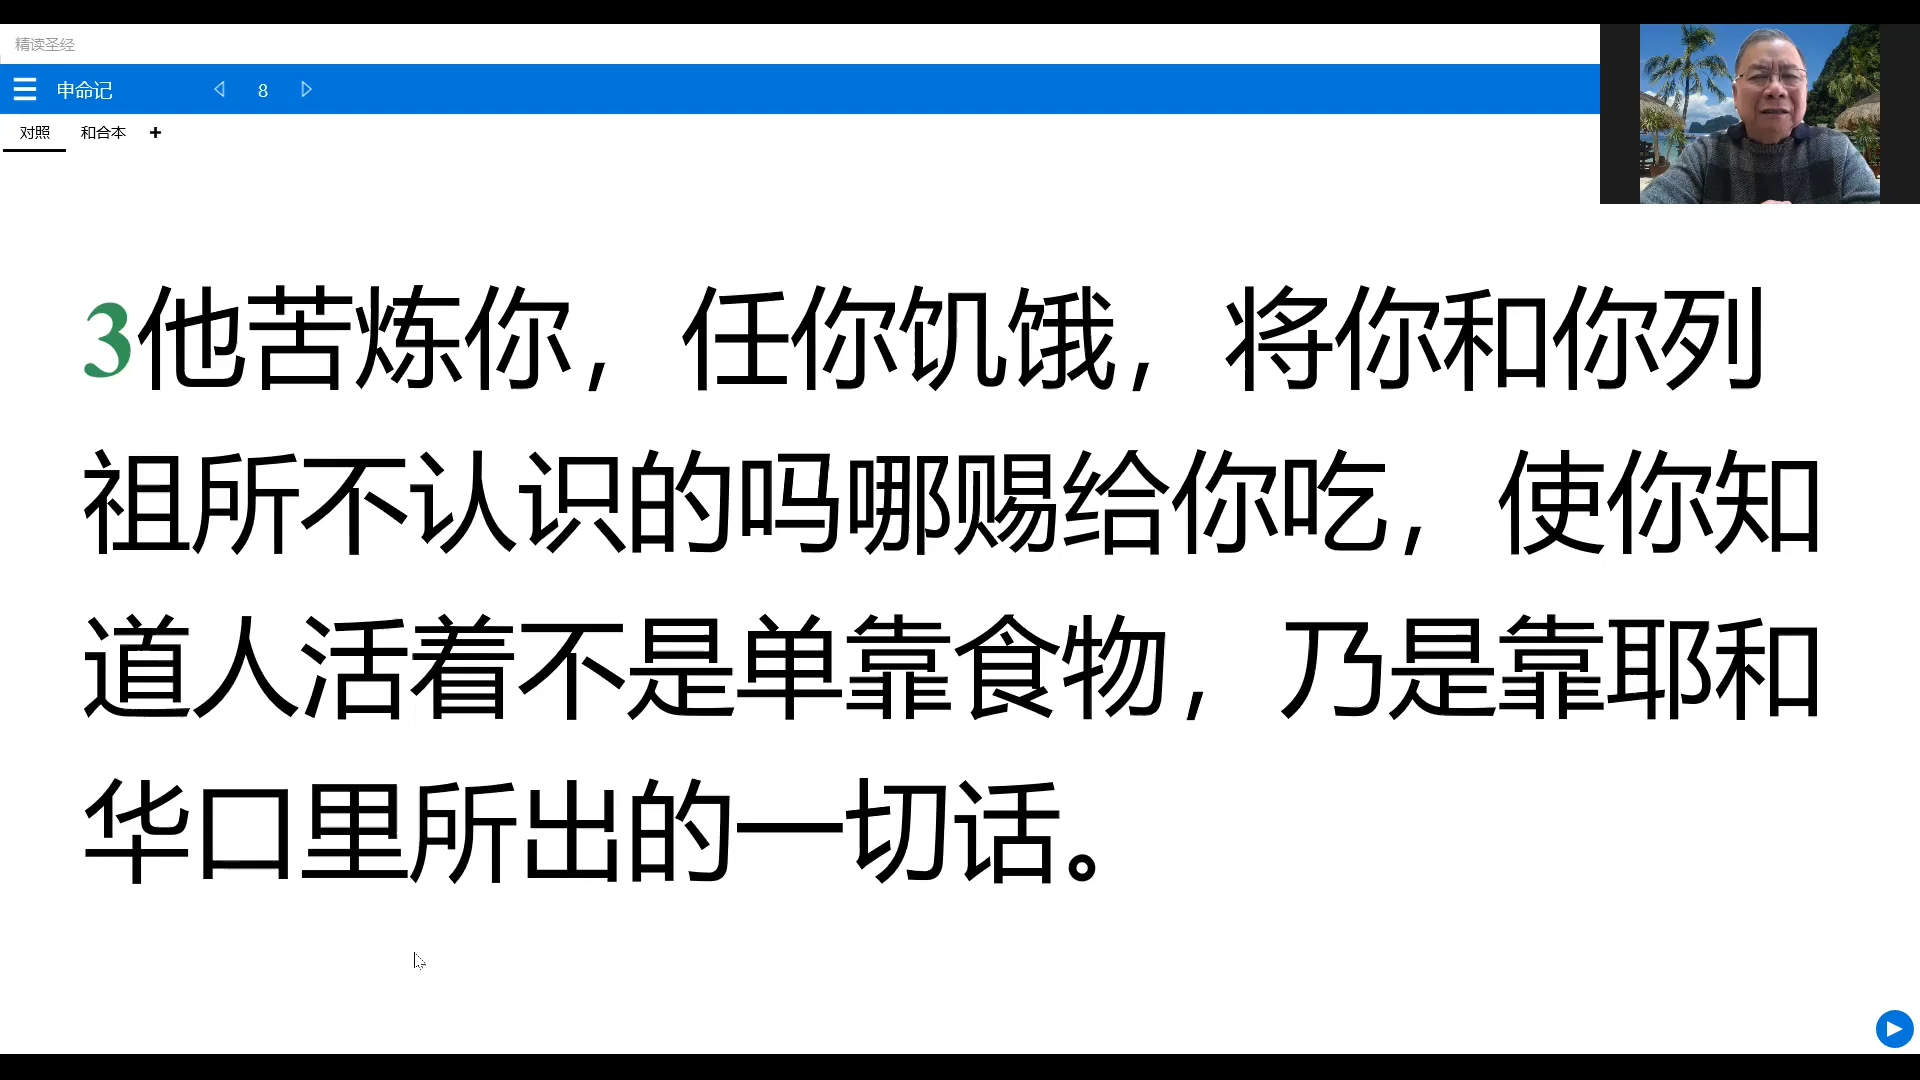 精读圣经
申命记 8
对照 和合本 +
3他苦炼你，任你饥饿，将你和你列
祖所不认识的吗哪赐给你吃，使你知
道人活着不是单靠食物，乃是靠耶和
华口里所出的一切话。